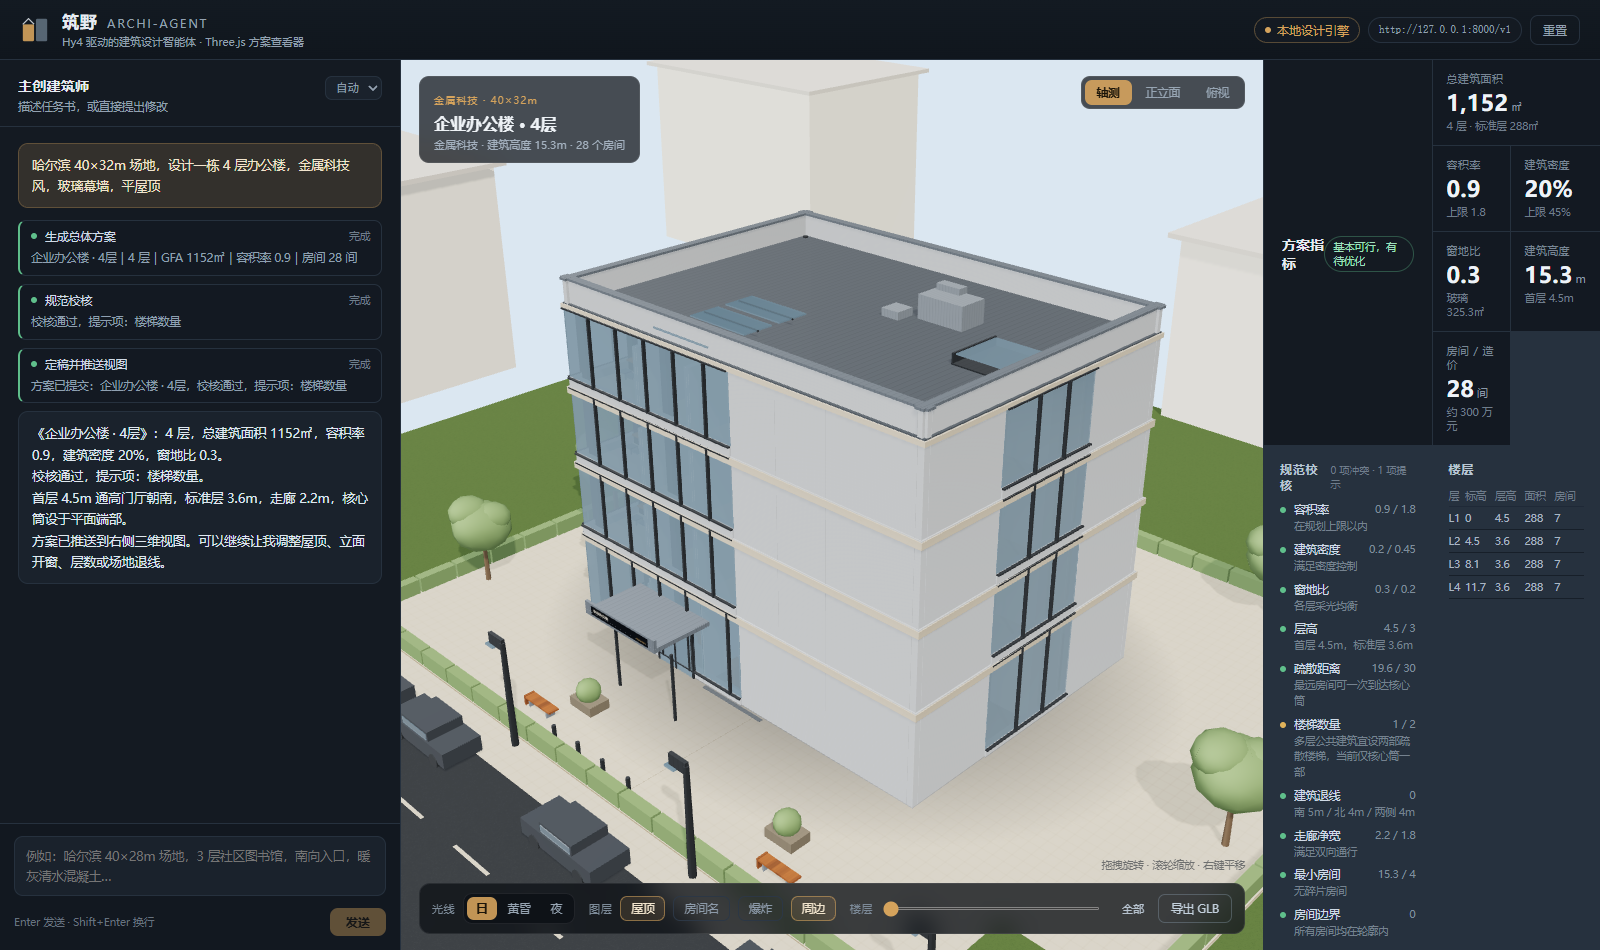 筑野 ARCHI-AGENT
Hy4 驱动的建筑设计智能体 · Three.js 方案查看器
本地设计引擎
http://127.0.0.1:8000/v1
重置
主创建筑师
自动
描述任务书，或直接提出修改
哈尔滨 40×32m 场地，设计一栋 4 层办公楼，金属科技
风，玻璃幕墙，平屋顶
生成总体方案
完成
企业办公楼 · 4层 | 4 层 | GFA 1152㎡ | 容积率 0.9 | 房间 28 间
规范校核
完成
校核通过，提示项：楼梯数量
定稿并推送视图
完成
方案已提交：企业办公楼 · 4层，校核通过，提示项：楼梯数量
《企业办公楼 · 4层》：4 层，总建筑面积 1152㎡，容积率
0.9，建筑密度 20%，窗地比 0.3。
校核通过，提示项：楼梯数量。
首层 4.5m 通高门厅朝南，标准层 3.6m，走廊 2.2m，核心
筒设于平面端部。
方案已推送到右侧三维视图。可以继续让我调整屋顶、立面
开窗、层数或场地退线。
例如：哈尔滨 40×28m 场地，3 层社区图书馆，南向入口，暖
灰清水混凝土...
Enter 发送 · Shift+Enter 换行
发送
金属科技 · 40×32m
企业办公楼 • 4层
金属科技 · 建筑高度 15.3m · 28 个房间
轴测
正立面
俯视
拖拽旋转 · 滚轮缩放 · 右键平移
光线
日
黄昏
夜
图层
屋顶
房间名
爆炸
周边
楼层
全部
导出 GLB
方案指
标
基本可行，有
待优化
总建筑面积
1,152 ㎡
4 层 · 标准层 288㎡
容积率
0.9
上限 1.8
建筑密度
20%
上限 45%
窗地比
0.3
玻璃
325.3㎡
建筑高度
15.3 m
首层 4.5m
房间 / 造
价
28 间
约 300 万
元
规范校
核
0 项冲突 · 1 项提
示
容积率
0.9 / 1.8
在规划上限以内
建筑密度
0.2 / 0.45
满足密度控制
窗地比
0.3 / 0.2
各层采光均衡
层高
4.5 / 3
首层 4.5m，标准层 3.6m
疏散距离
19.6 / 30
最远房间可一次到达核心
筒
楼梯数量
1 / 2
多层公共建筑宜设两部疏
散楼梯，当前仅核心筒一
部
建筑退线
0
南 5m / 北 4m / 两侧 4m
走廊净宽
2.2 / 1.8
满足双向通行
最小房间
15.3 / 4
无碎片房间
房间边界
0
所有房间均在轮廓内
楼层
层 标高 层高 面积 房间
L1 0 4.5 288 7
L2 4.5 3.6 288 7
L3 8.1 3.6 288 7
L4 11.7 3.6 288 7